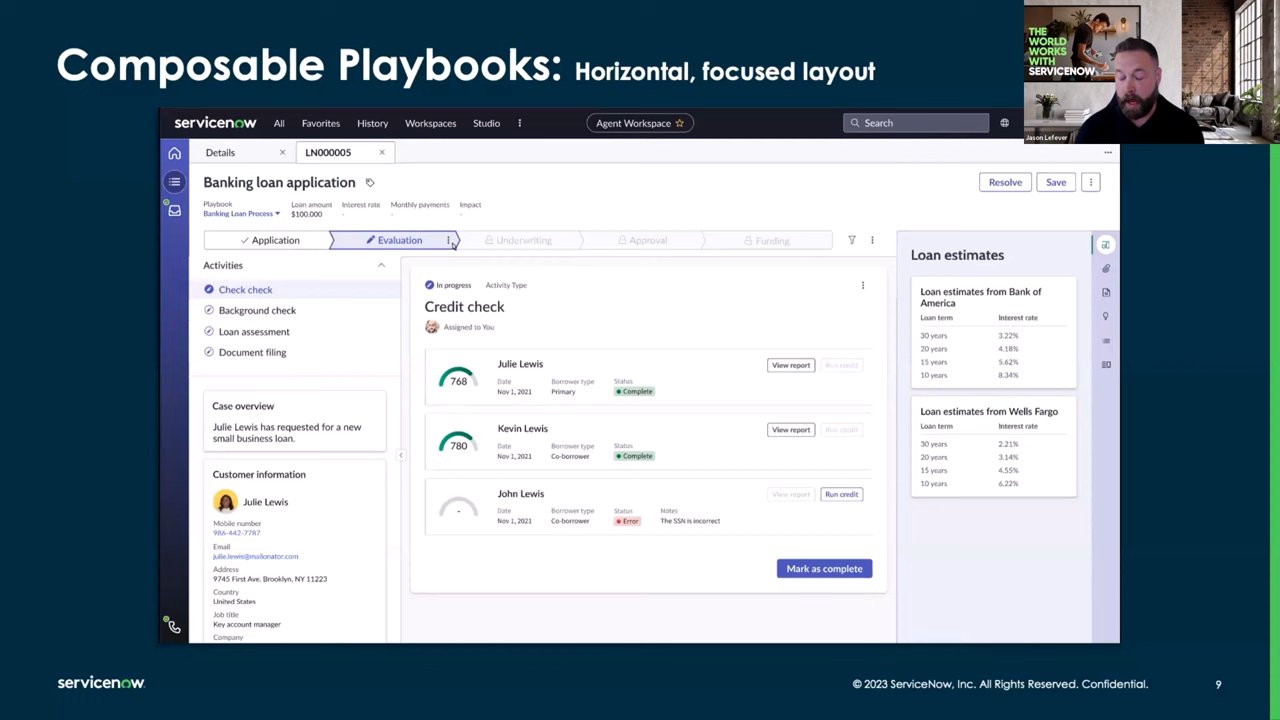 Composable Playbooks: Horizontal, focused layout
THE
WORLD
WORKS
WITH
SERVICENOW
Jason Lefever
servicenow
All
Favorites
History
Workspaces
Studio
Agent Workspace
Search
Details
LN000005
Banking loan application
Resolve
Save
Playbook
Banking Loan Process
Loan amount
$100,000
Interest rate
-
Monthly payments
-
Impact
-
Application
Evaluation
Underwriting
Approval
Funding
Activities
Check check
Background check
Loan assessment
Document filing
Case overview
Julie Lewis has requested for a new
small business loan.
Customer information
Julie Lewis
Mobile number
986-442-7787
Email
julie.lewis@mailonator.com
Address
9745 First Ave. Brooklyn, NY 11223
Country
United States
Job title
Key account manager
Company
In progress
Activity Type
Credit check
Assigned to You
768
Julie Lewis
Date
Nov 1, 2021
Borrower type
Primary
Status
Complete
View report
Run credit
780
Kevin Lewis
Date
Nov 1, 2021
Borrower type
Co-borrower
Status
Complete
View report
Run credit
-
John Lewis
Date
Nov 1, 2021
Borrower type
Co-borrower
Status
Error
Notes
The SSN is incorrect
View report
Run credit
Mark as complete
Loan estimates
Loan estimates from Bank of
America
Loan term Interest rate
30 years 3.22%
20 years 4.18%
15 years 5.62%
10 years 8.34%
Loan estimates from Wells Fargo
Loan term Interest rate
30 years 2.21%
20 years 3.14%
15 years 4.55%
10 years 6.22%
servicenow.
© 2023 ServiceNow, Inc. All Rights Reserved. Confidential.
9